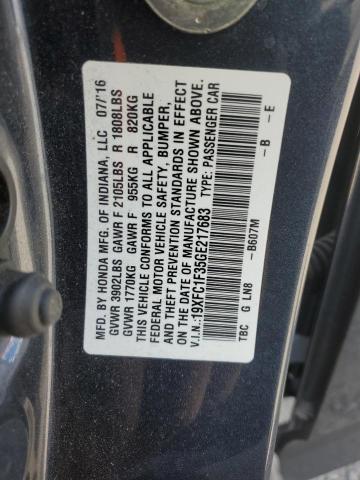 MFD. BY HONDA MFG. OF INDIANA, LLC 07/'16
GVWR 3902LBS GAWR F 2105LBS R 1808LBS
GVWR 1770KG GAWR F 955KG R 820KG
THIS VEHICLE CONFORMS TO ALL APPLICABLE
FEDERAL MOTOR VEHICLE SAFETY, BUMPER,
AND THEFT PREVENTION STANDARDS IN EFFECT
ON THE DATE OF MANUFACTURE SHOWN ABOVE.
V.I.N.: 19XFC1F35GE217683 TYPE: PASSENGER CAR
TBC G LN8 - B607M - B - E